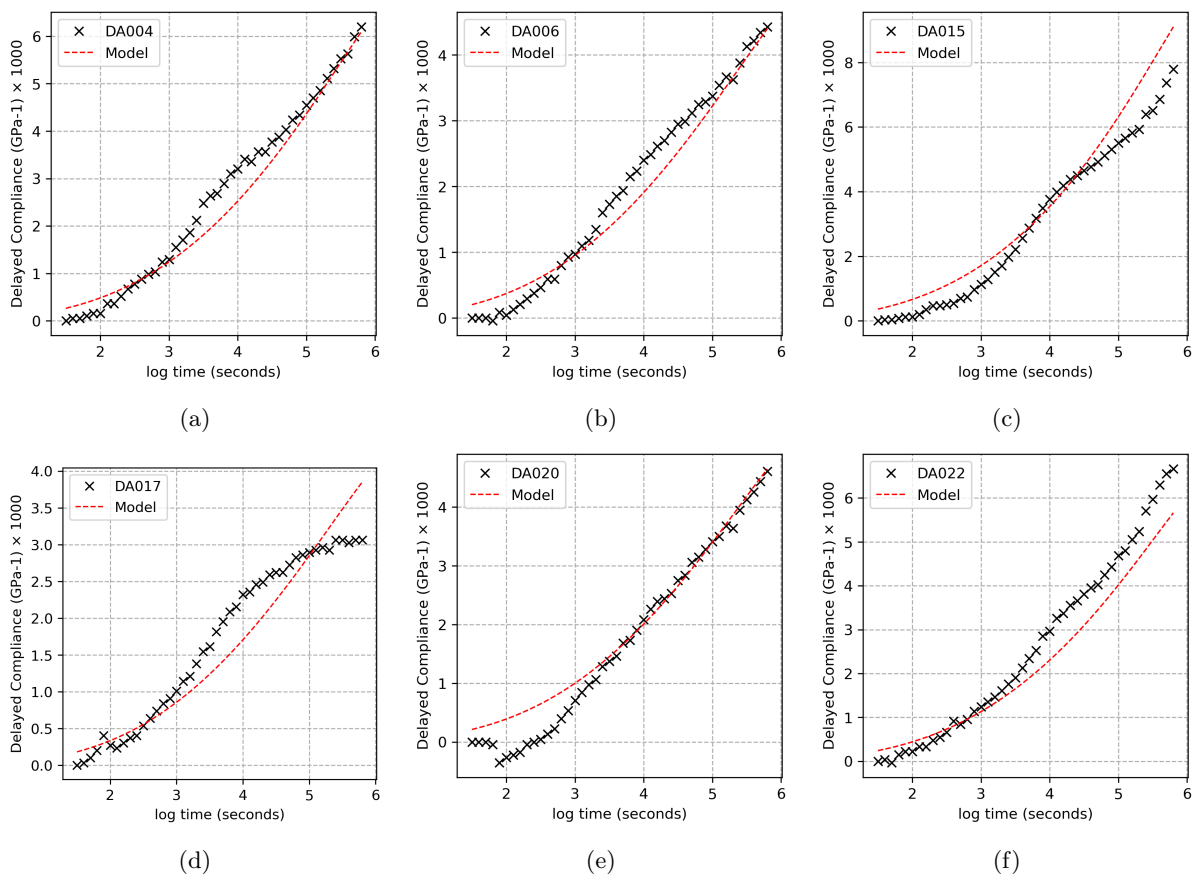 DA004
Model
Delayed Compliance (GPa-1) × 1000
0
1
2
3
4
5
6
2
3
4
5
6
log time (seconds)
(a)
DA006
Model
Delayed Compliance (GPa-1) × 1000
0
1
2
3
4
2
3
4
5
6
log time (seconds)
(b)
DA015
Model
Delayed Compliance (GPa-1) × 1000
0
2
4
6
8
2
3
4
5
6
log time (seconds)
(c)
DA017
Model
Delayed Compliance (GPa-1) × 1000
0.0
0.5
1.0
1.5
2.0
2.5
3.0
3.5
4.0
2
3
4
5
6
log time (seconds)
(d)
DA020
Model
Delayed Compliance (GPa-1) × 1000
0
1
2
3
4
2
3
4
5
6
log time (seconds)
(e)
DA022
Model
Delayed Compliance (GPa-1) × 1000
0
1
2
3
4
5
6
2
3
4
5
6
log time (seconds)
(f)